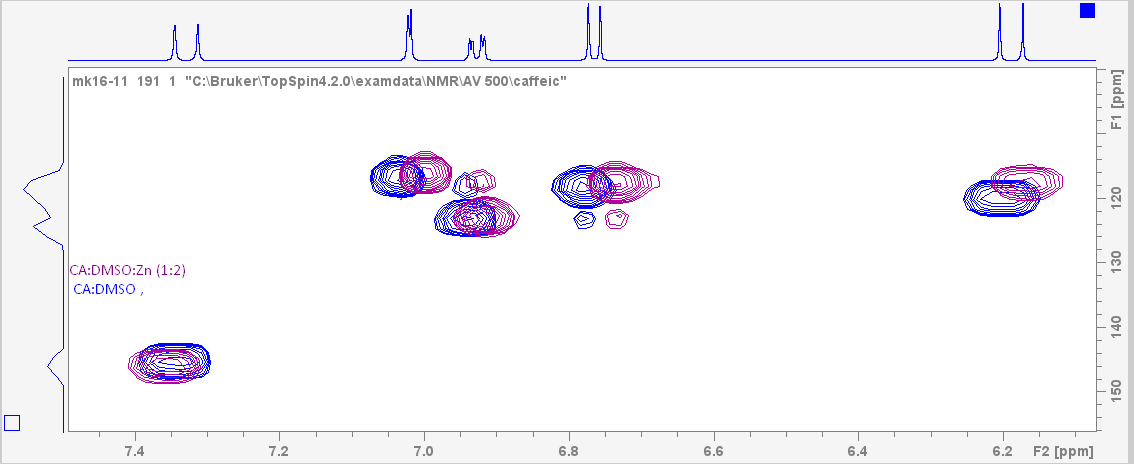 mk16-11 191 1 "C:\Bruker\TopSpin4.2.0\examdata\NMR\AV 500\caffeic"
F1 [ppm]
120
130
140
150
CA:DMSO:Zn (1:2)
CA:DMSO ,
7.4 7.2 7.0 6.8 6.6 6.4 6.2 F2 [ppm]